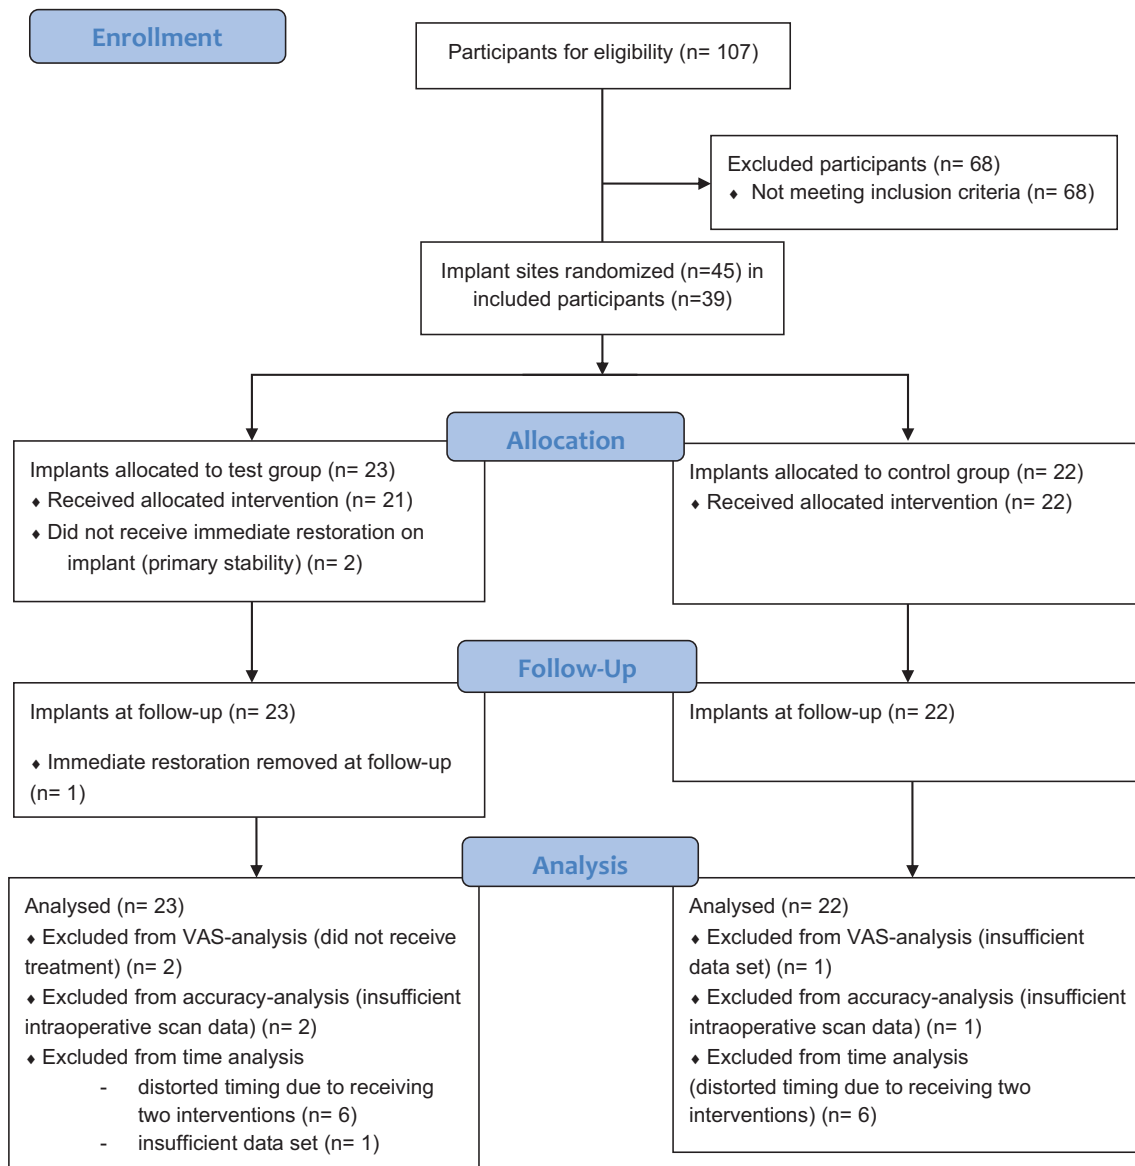 Enrollment
Participants for eligibility (n= 107)
Excluded participants (n= 68)
♦ Not meeting inclusion criteria (n= 68)
Implant sites randomized (n=45) in
included participants (n=39)
Allocation
Implants allocated to test group (n= 23)
♦ Received allocated intervention (n= 21)
♦ Did not receive immediate restoration on
implant (primary stability) (n= 2)
Implants allocated to control group (n= 22)
♦ Received allocated intervention (n= 22)
Follow-Up
Implants at follow-up (n= 23)
♦ Immediate restoration removed at follow-up
(n= 1)
Implants at follow-up (n= 22)
Analysis
Analysed (n= 23)
♦ Excluded from VAS-analysis (did not receive
treatment) (n= 2)
♦ Excluded from accuracy-analysis (insufficient
intraoperative scan data) (n= 2)
♦ Excluded from time analysis
- distorted timing due to receiving
two interventions (n= 6)
- insufficient data set (n= 1)
Analysed (n= 22)
♦ Excluded from VAS-analysis (insufficient
data set) (n= 1)
♦ Excluded from accuracy-analysis (insufficient
intraoperative scan data) (n= 1)
♦ Excluded from time analysis
(distorted timing due to receiving two
interventions) (n= 6)